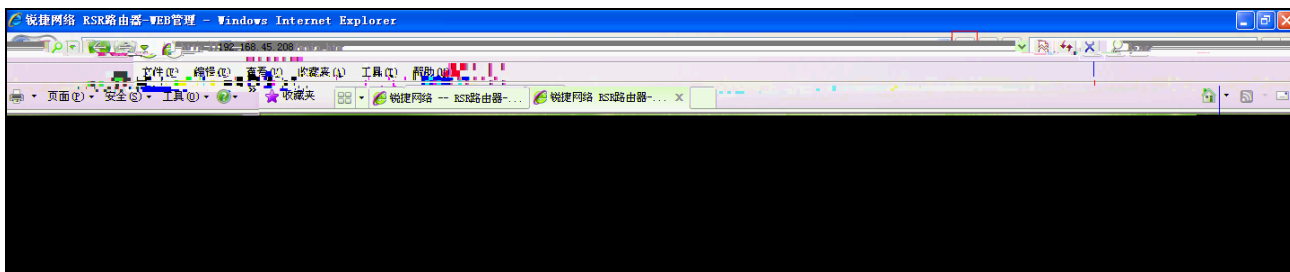 锐捷网络 RSR路由器-WEB管理 - Windows Internet Explorer
192.168.45.208
文件(F) 编辑(E) 查看(V) 收藏夹(A) 工具(T) 帮助(H)
页面(P) 安全(S) 工具(O) 收藏夹 锐捷网络 -- RSR路由器-... 锐捷网络 RSR路由器-... X